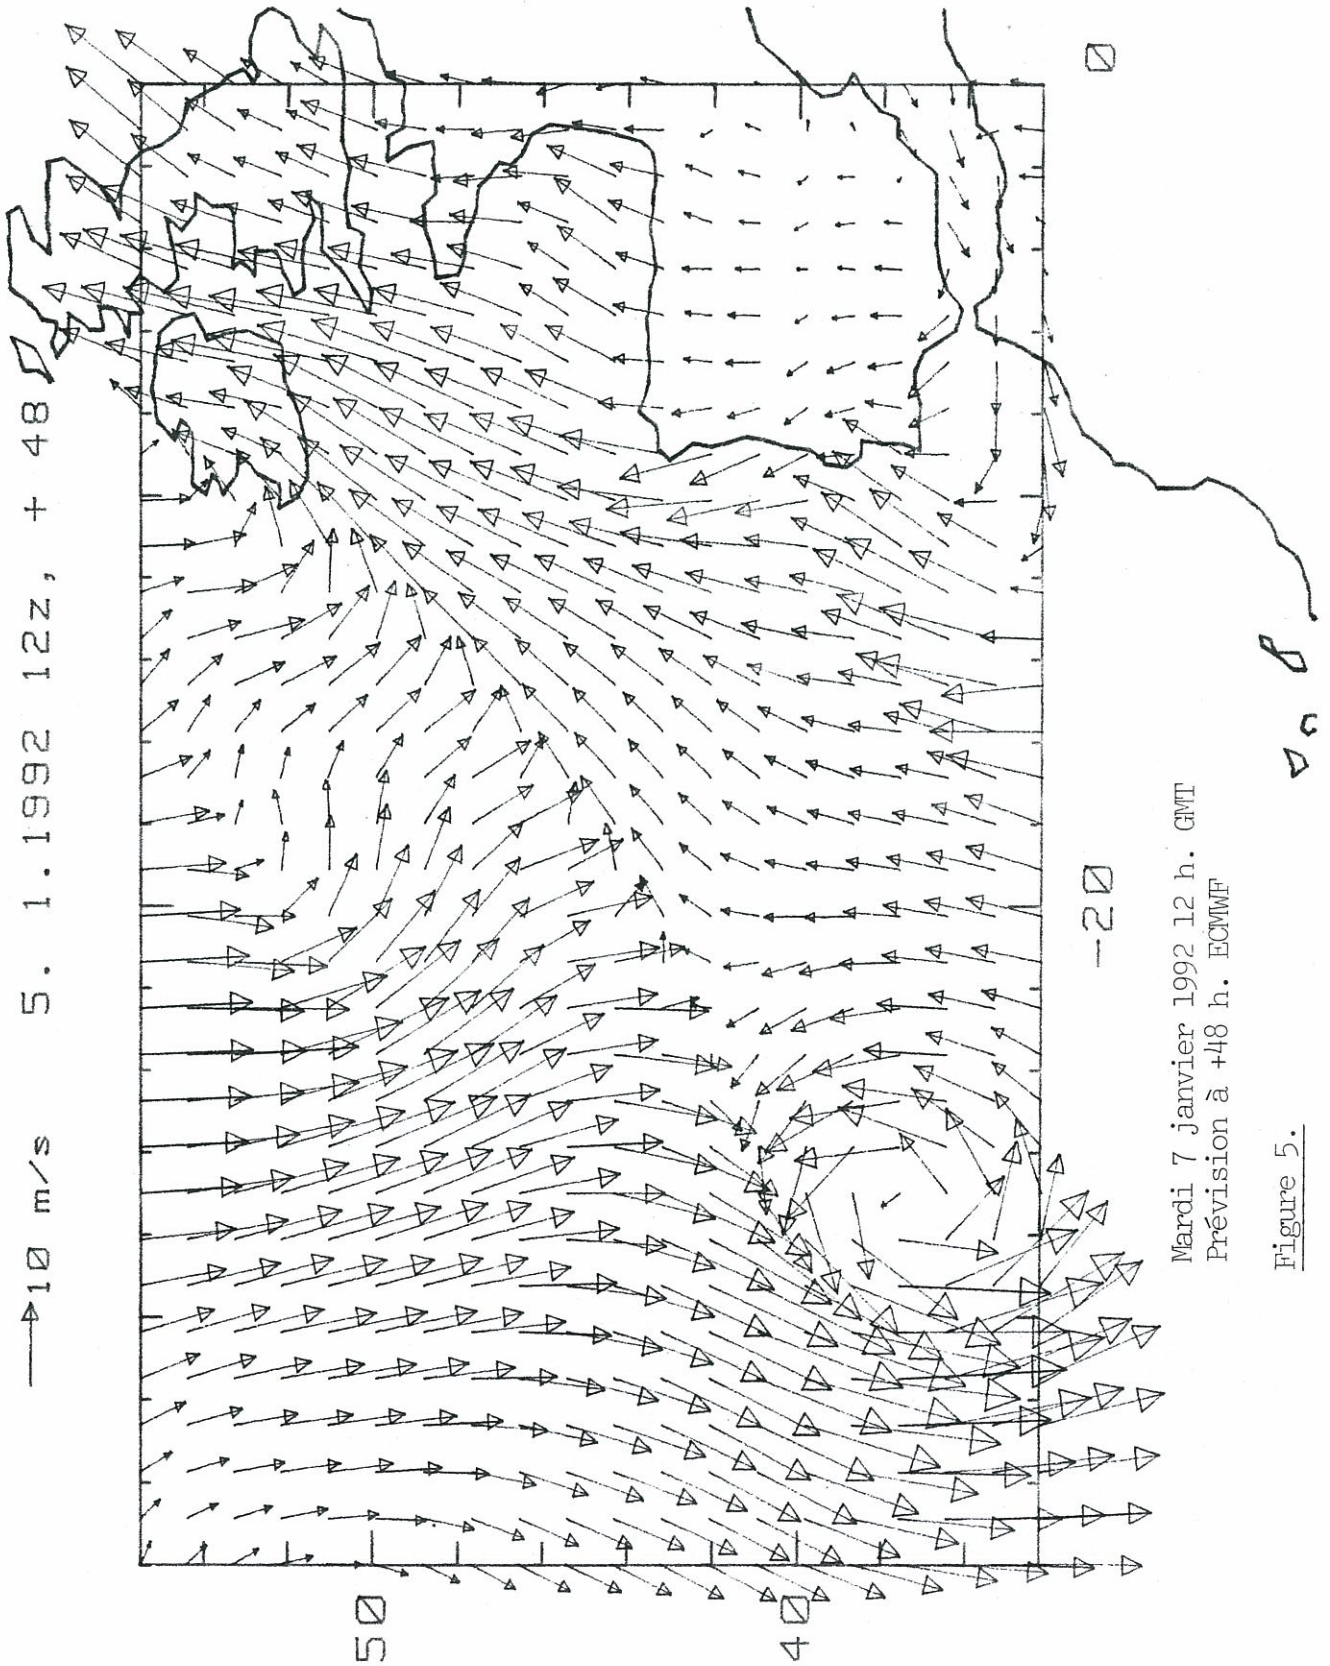 →10 m/s 5. 1.1992 12z, + 48
50
40
-20
0
Mardi 7 janvier 1992 12 h. GMT
Prévision à +48 h. ECMWF
Figure 5.